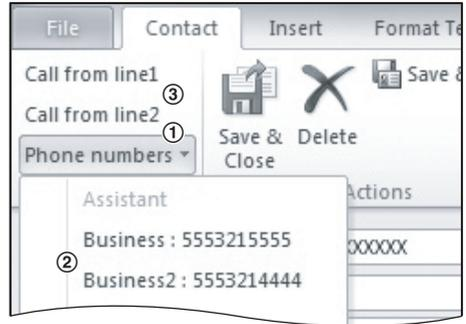 File Contact Insert Format Te
Call from line1
③
Call from line2
①
Phone numbers
Save & Close
Delete
Save &
Actions
Assistant
Business : 5553215555
②
Business2 : 5553214444
XXXXXX